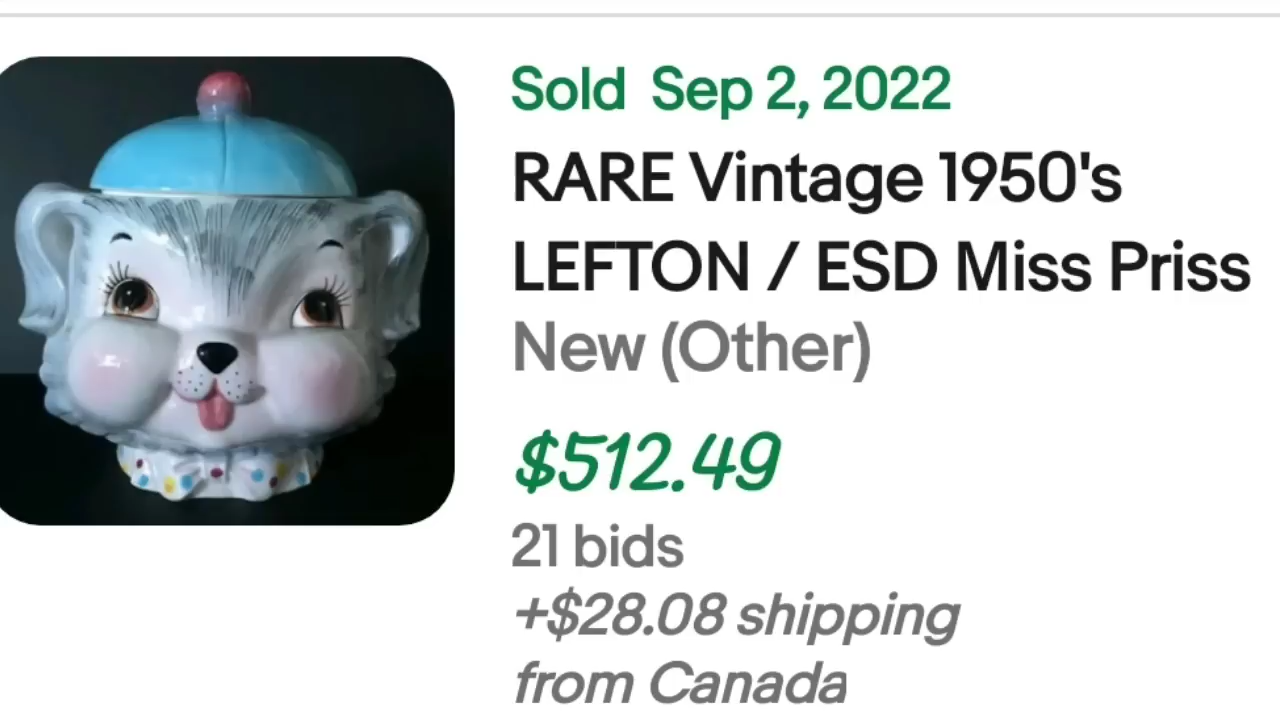 Sold Sep 2, 2022
RARE Vintage 1950's
LEFTON / ESD Miss Priss
New (Other)
$512.49
21 bids
+$28.08 shipping
from Canada